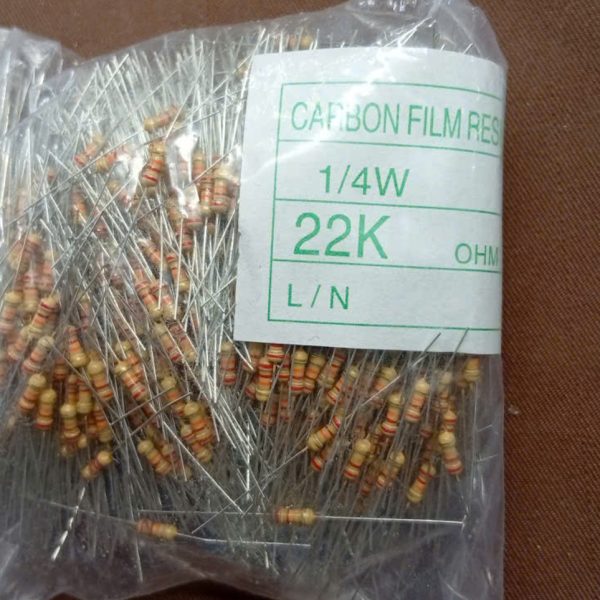 CARBON FILM RES
1/4W
22K OHM
L/N